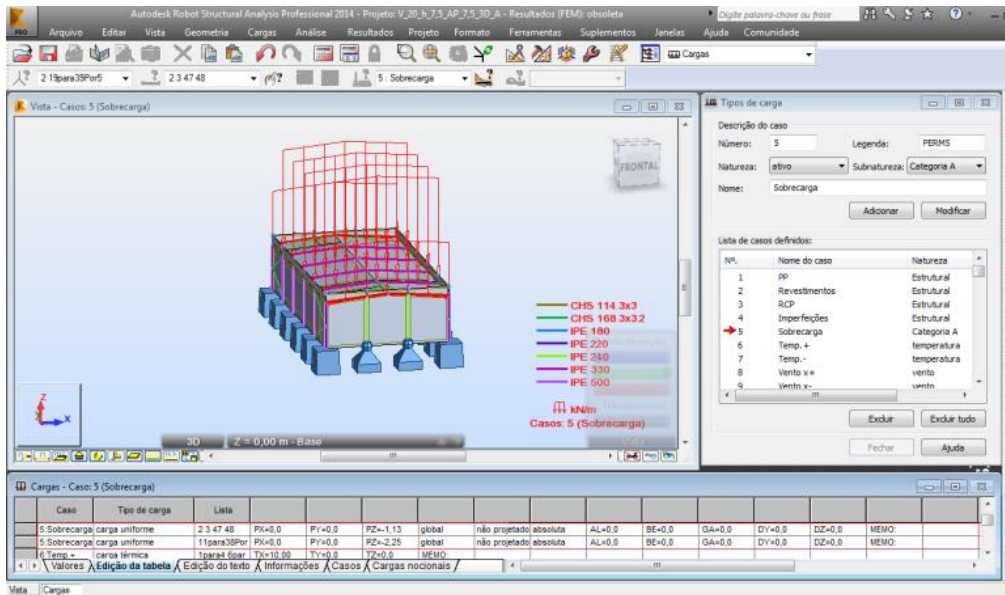 Autodesk Robot Structural Analysis Professional 2014 - Projeto: V_20_h_7,5_AP_7,5_3D_A - Resultados (FEM): obsoleta
Digite palavra-chave ou frase
PRO
Arquivo Editar Vista Geometria Cargas Análise Resultados Projeto Formato Ferramentas Suplementos Janelas Ajuda Comunidade
Cargas
2 19para39Por5 2 3 47 48 5 : Sobrecarga
Vista - Casos: 5 (Sobrecarga)
FRONTAL
CHS 114.3x3
CHS 168.3x3.2
IPE 180
IPE 220
IPE 240
IPE 330
IPE 500
kN/m
Casos: 5 (Sobrecarga)
Z
X
3D Z = 0,00 m - Base
Tipos de carga
Descrição do caso
Número: 5 Legenda: PERM5
Natureza: ativo Subnatureza: Categoria A
Nome: Sobrecarga
Adicionar Modificar
Lista de casos definidos:
Nº. Nome do caso Natureza
1 PP Estrutural
2 Revestimentos Estrutural
3 RCP Estrutural
4 Imperfeições Estrutural
5 Sobrecarga Categoria A
6 Temp.+ temperatura
7 Temp.- temperatura
8 Vento x+ vento
9 Vento x- vento
Excluir Excluir tudo
Fechar Ajuda
Cargas - Caso: 5 (Sobrecarga)
Caso Tipo de carga Lista
5:Sobrecarga carga uniforme 2 3 47 48 PX=0,0 PY=0,0 PZ=-1,13 global não projetado absoluta AL=0,0 BE=0,0 GA=0,0 DY=0,0 DZ=0,0 MEMO:
5:Sobrecarga carga uniforme 11para38Por PX=0,0 PY=0,0 PZ=-2,25 global não projetado absoluta AL=0,0 BE=0,0 GA=0,0 DY=0,0 DZ=0,0 MEMO:
6:Temp.+ carga térmica 1para4 6par TX=10,00 TY=0,0 TZ=0,0 MEMO:
Valores Edição da tabela Edição do texto Informações Casos Cargas nocionais
Vista Cargas